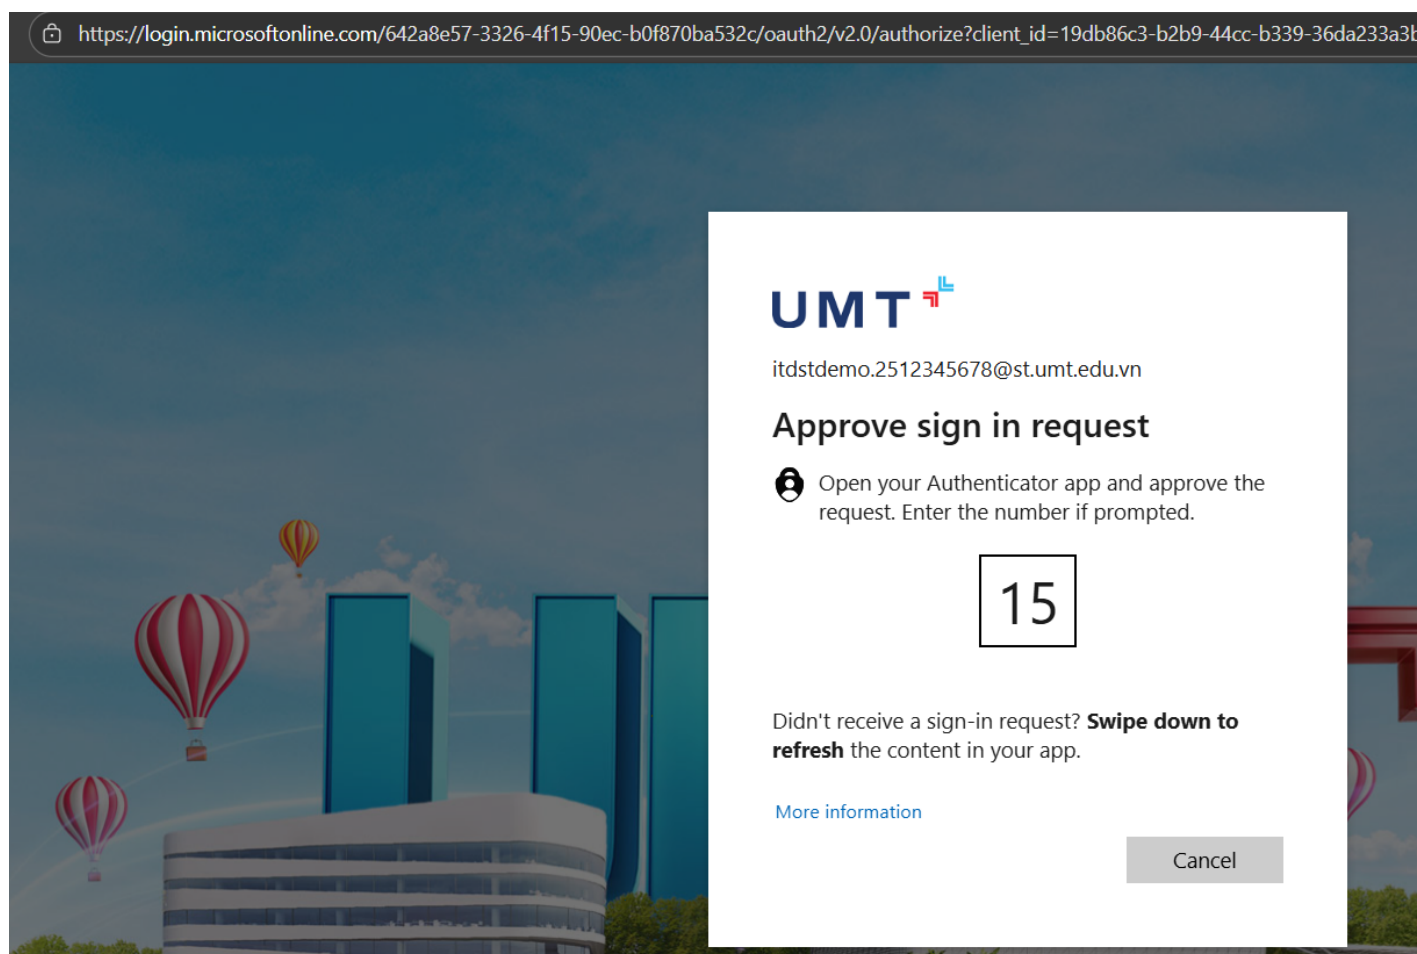 https://login.microsoftonline.com/642a8e57-3326-4f15-90ec-b0f870ba532c/oauth2/v2.0/authorize?client_id=19db86c3-b2b9-44cc-b339-36da233a3b
UMT
itdstdemo.2512345678@st.umt.edu.vn
Approve sign in request
Open your Authenticator app and approve the
request. Enter the number if prompted.
15
Didn't receive a sign-in request? Swipe down to
refresh the content in your app.
More information
Cancel